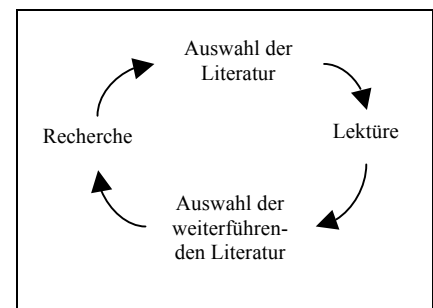 Auswahl der
Literatur
Recherche
Lektüre
Auswahl der
weiterführen-
den Literatur